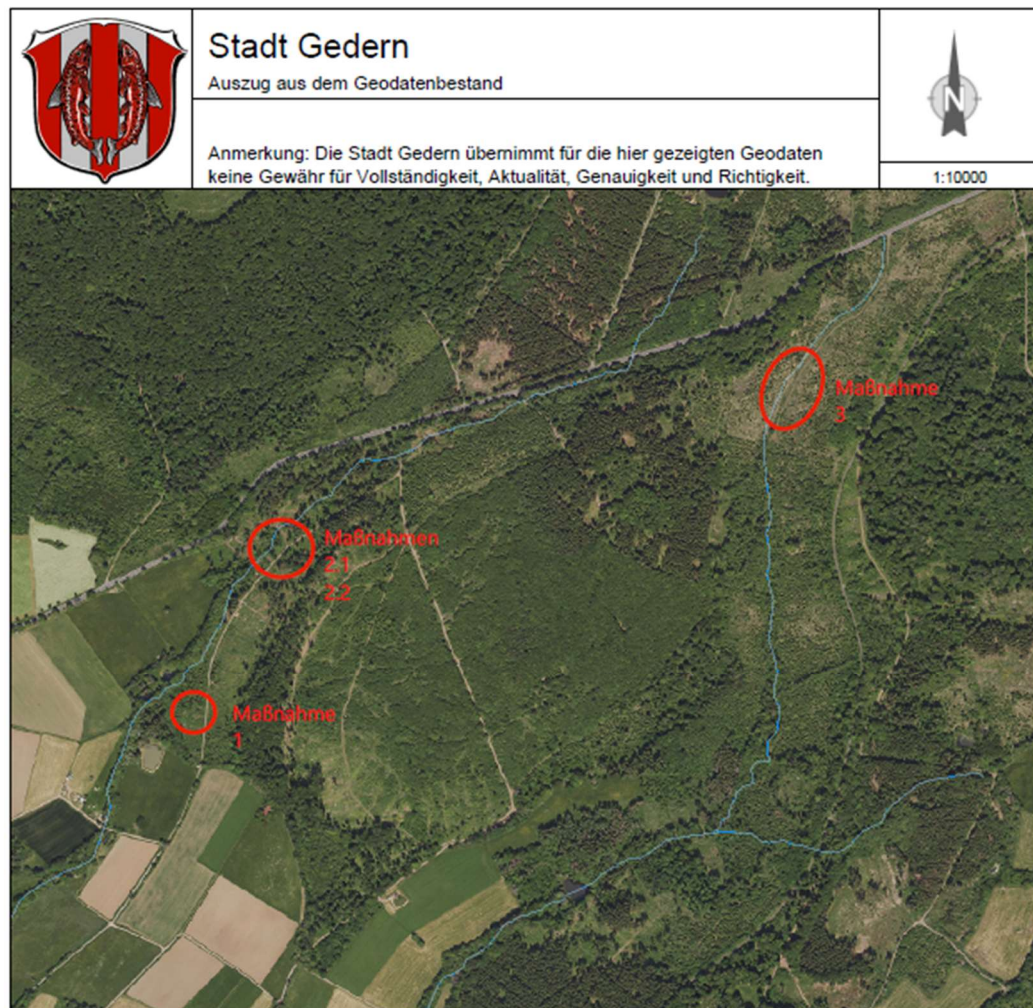 Stadt Gedern
Auszug aus dem Geodatenbestand
Anmerkung: Die Stadt Gedern übernimmt für die hier gezeigten Geodaten
keine Gewähr für Vollständigkeit, Aktualität, Genauigkeit und Richtigkeit.
N
1:10000
Maßnahme
3
Maßnahmen
2.1
2.2
Maßnahme
1